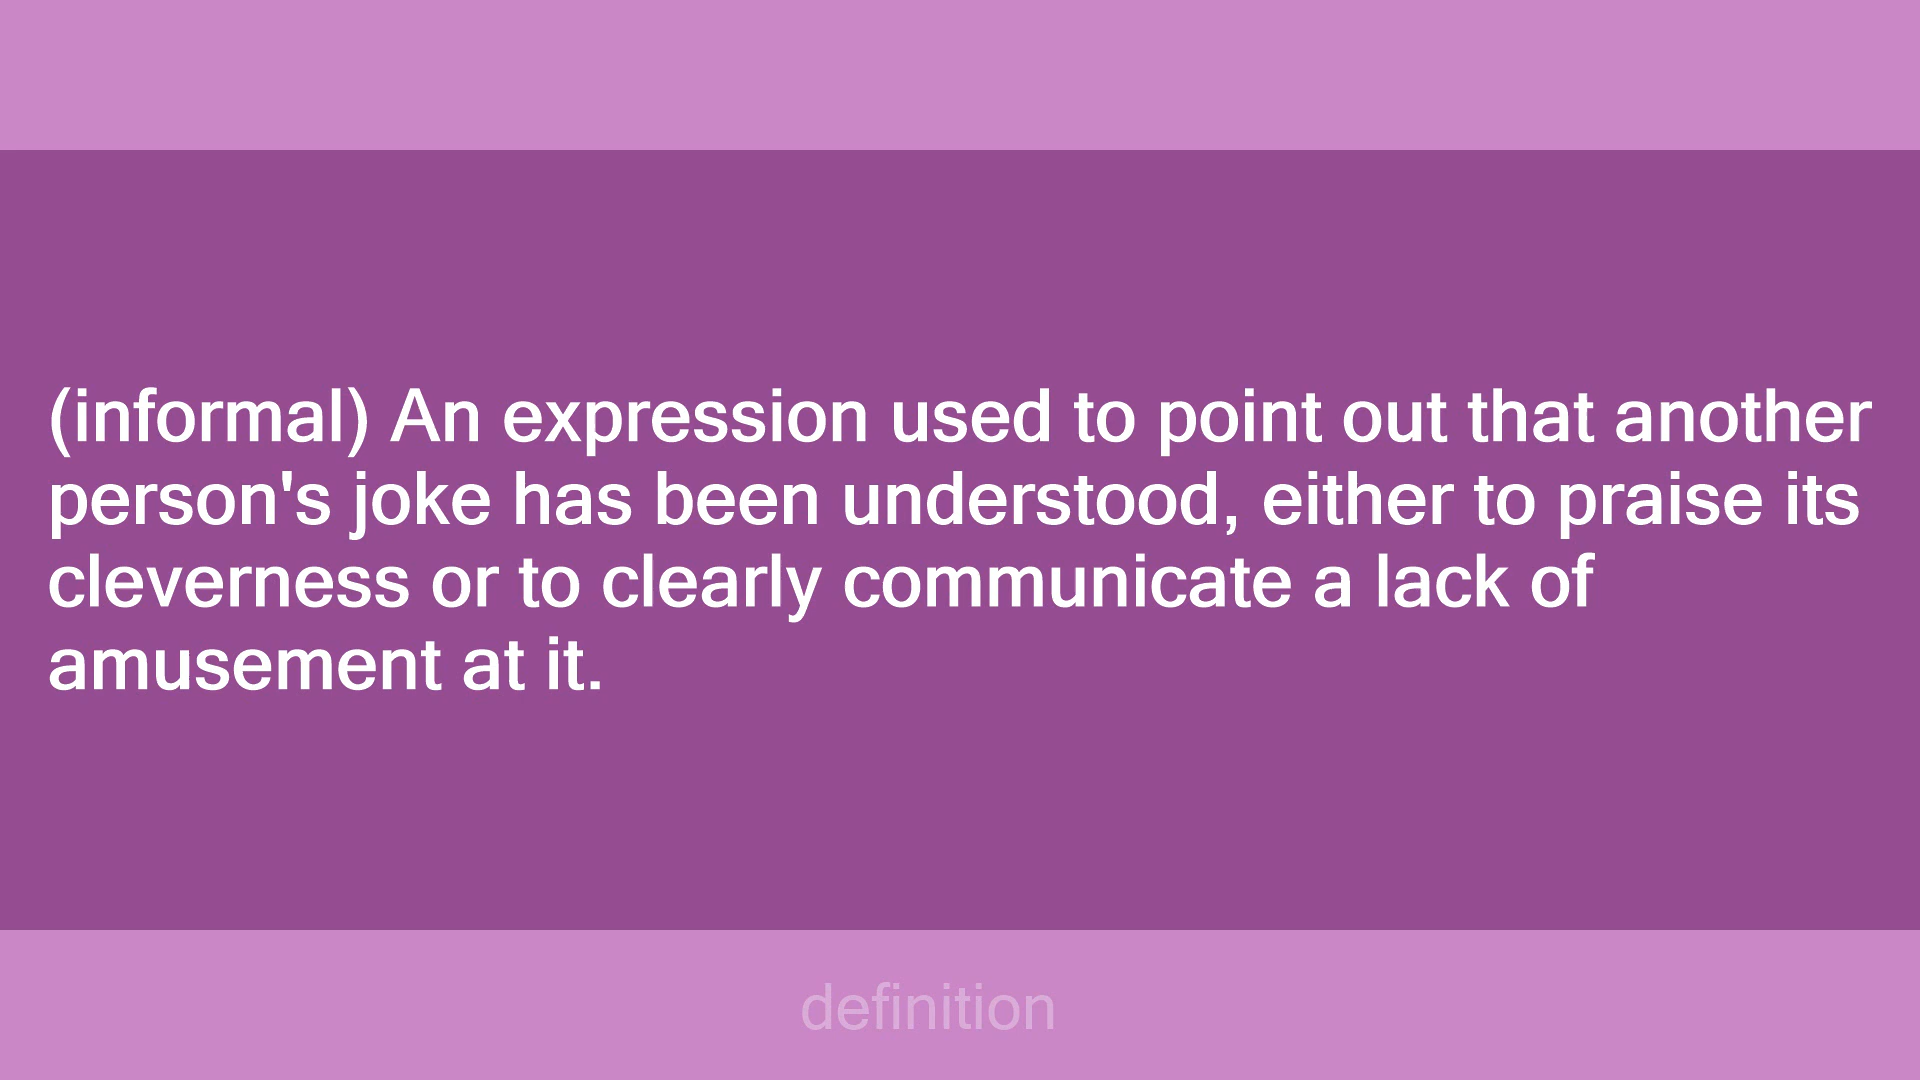 (informal) An expression used to point out that another
person's joke has been understood, either to praise its
cleverness or to clearly communicate a lack of
amusement at it.
definition